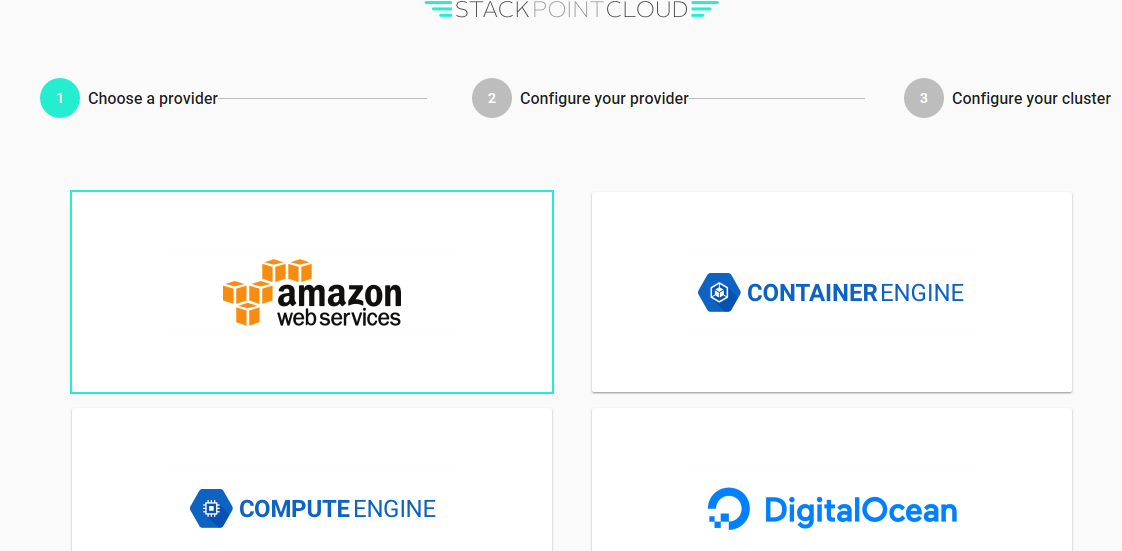 STACKPOINTCLOUD
1 Choose a provider 2 Configure your provider 3 Configure your cluster
amazon
web services
CONTAINER ENGINE
COMPUTE ENGINE
DigitalOcean